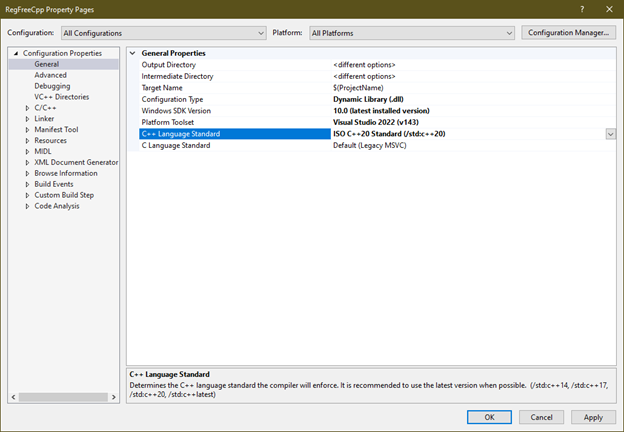 RegFreeCpp Property Pages
Configuration: All Configurations Platform: All Platforms Configuration Manager...
Configuration Properties
General
Advanced
Debugging
VC++ Directories
C/C++
Linker
Manifest Tool
Resources
MIDL
XML Document Generator
Browse Information
Build Events
Custom Build Step
Code Analysis
General Properties
Output Directory <different options>
Intermediate Directory <different options>
Target Name $(ProjectName)
Configuration Type Dynamic Library (.dll)
Windows SDK Version 10.0 (latest installed version)
Platform Toolset Visual Studio 2022 (v143)
C++ Language Standard ISO C++20 Standard (/std:c++20)
C Language Standard Default (Legacy MSVC)
C++ Language Standard
Determines the C++ language standard the compiler will enforce. It is recommended to use the latest version when possible. (/std:c++14, /std:c++17,
/std:c++20, /std:c++latest)
OK Cancel Apply